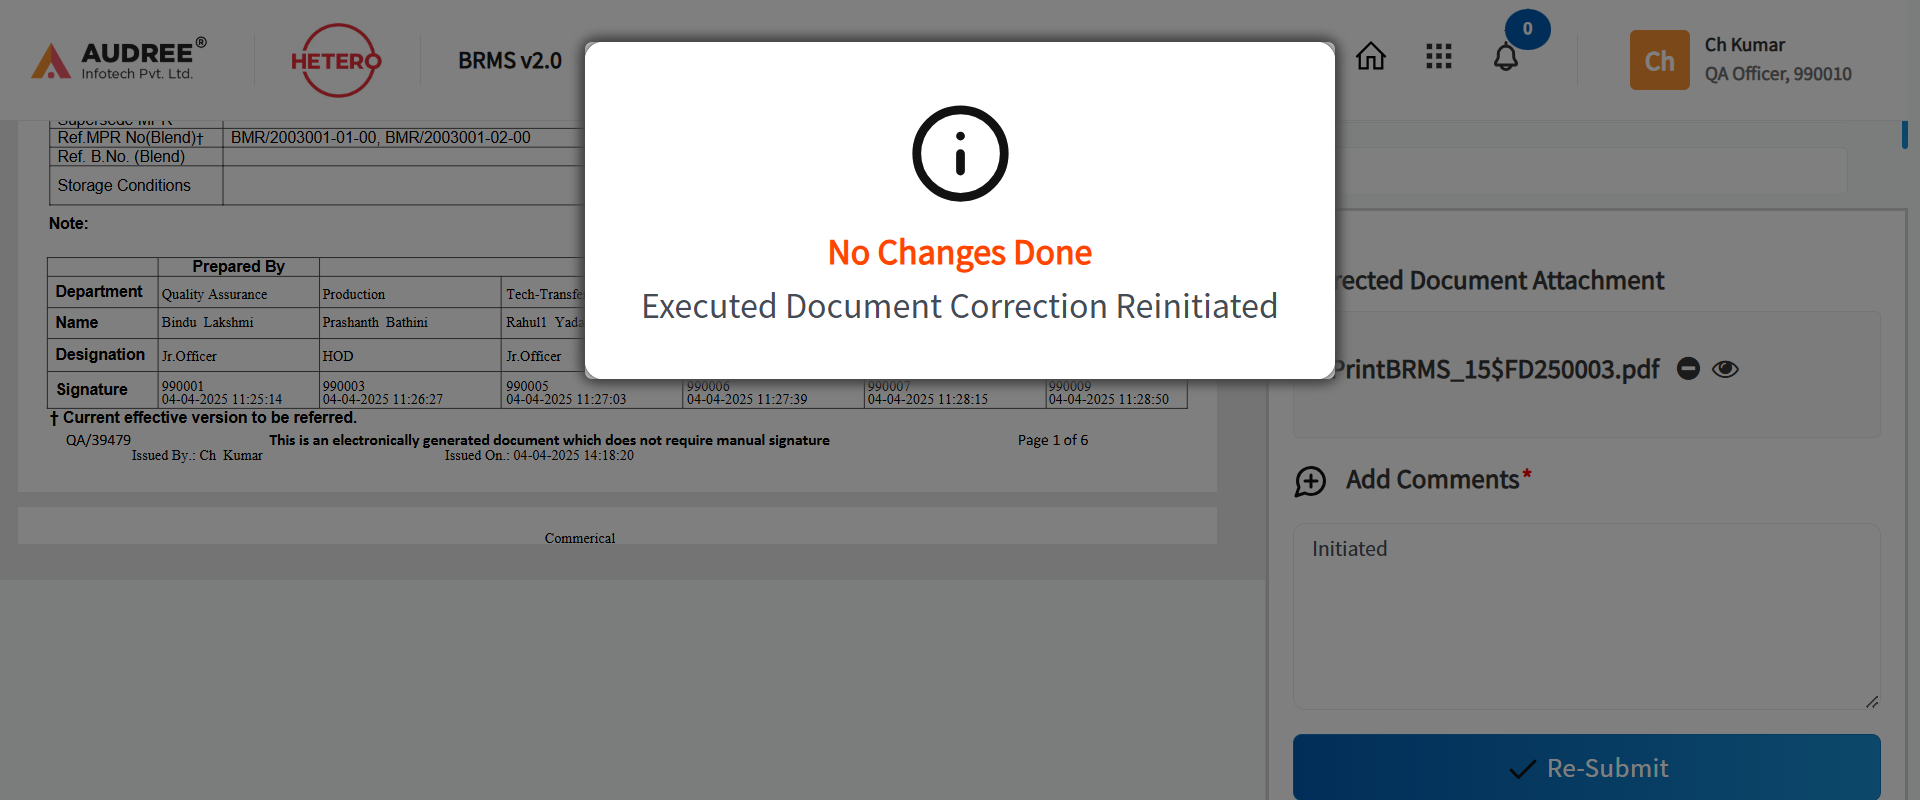 AUDREE®
Infotech Pvt. Ltd.
HETERO
BRMS v2.0
0
Ch
Ch Kumar
QA Officer, 990010
Supersede MPR
Ref.MPR No(Blend)† BMR/2003001-01-00, BMR/2003001-02-00
Ref. B.No. (Blend)
Storage Conditions
Note:
No Changes Done
Executed Document Correction Reinitiated
Prepared By
Department Quality Assurance Production Tech-Transfe
Name Bindu Lakshmi Prashanth Bathini Rahul1 Yada
Designation Jr.Officer HOD Jr.Officer
Signature 990001 990003 990005 990006 990007 990009
04-04-2025 11:25:14 04-04-2025 11:26:27 04-04-2025 11:27:03 04-04-2025 11:27:39 04-04-2025 11:28:15 04-04-2025 11:28:50
† Current effective version to be referred.
QA/39479 This is an electronically generated document which does not require manual signature Page 1 of 6
Issued By.: Ch Kumar Issued On.: 04-04-2025 14:18:20
Commerical
rected Document Attachment
PrintBRMS_15$FD250003.pdf
Add Comments*
Initiated
Re-Submit